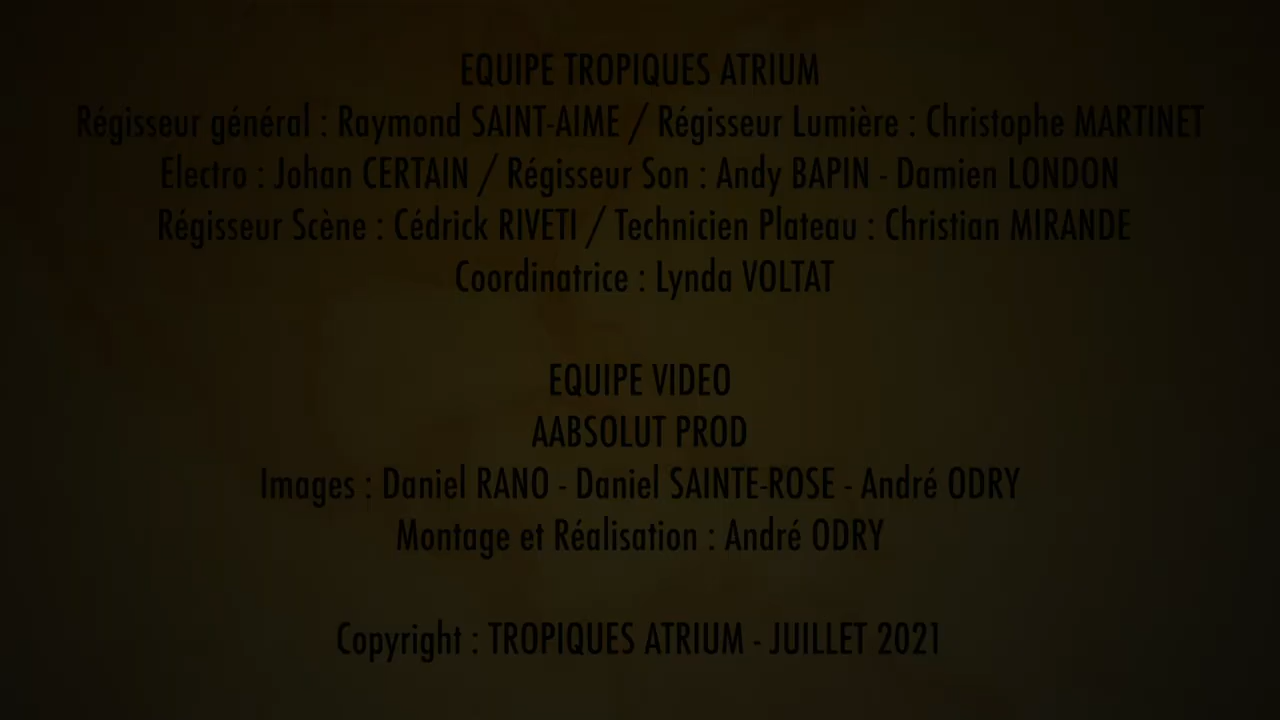 EQUIPE TROPIQUES ATRIUM
Régisseur général : Raymond SAINT-AIME / Régisseur Lumière : Christophe MARTINET
Electro : Johan CERTAIN / Régisseur Son : Andy BAPIN - Damien LONDON
Régisseur Scène : Cédrick RIVETI / Technicien Plateau : Christian MIRANDE
Coordinatrice : Lynda VOLTAT
EQUIPE VIDEO
AABSOLUT PROD
Images : Daniel RANO - Daniel SAINTE-ROSE - André ODRY
Montage et Réalisation : André ODRY
Copyright : TROPIQUES ATRIUM - JUILLET 2021